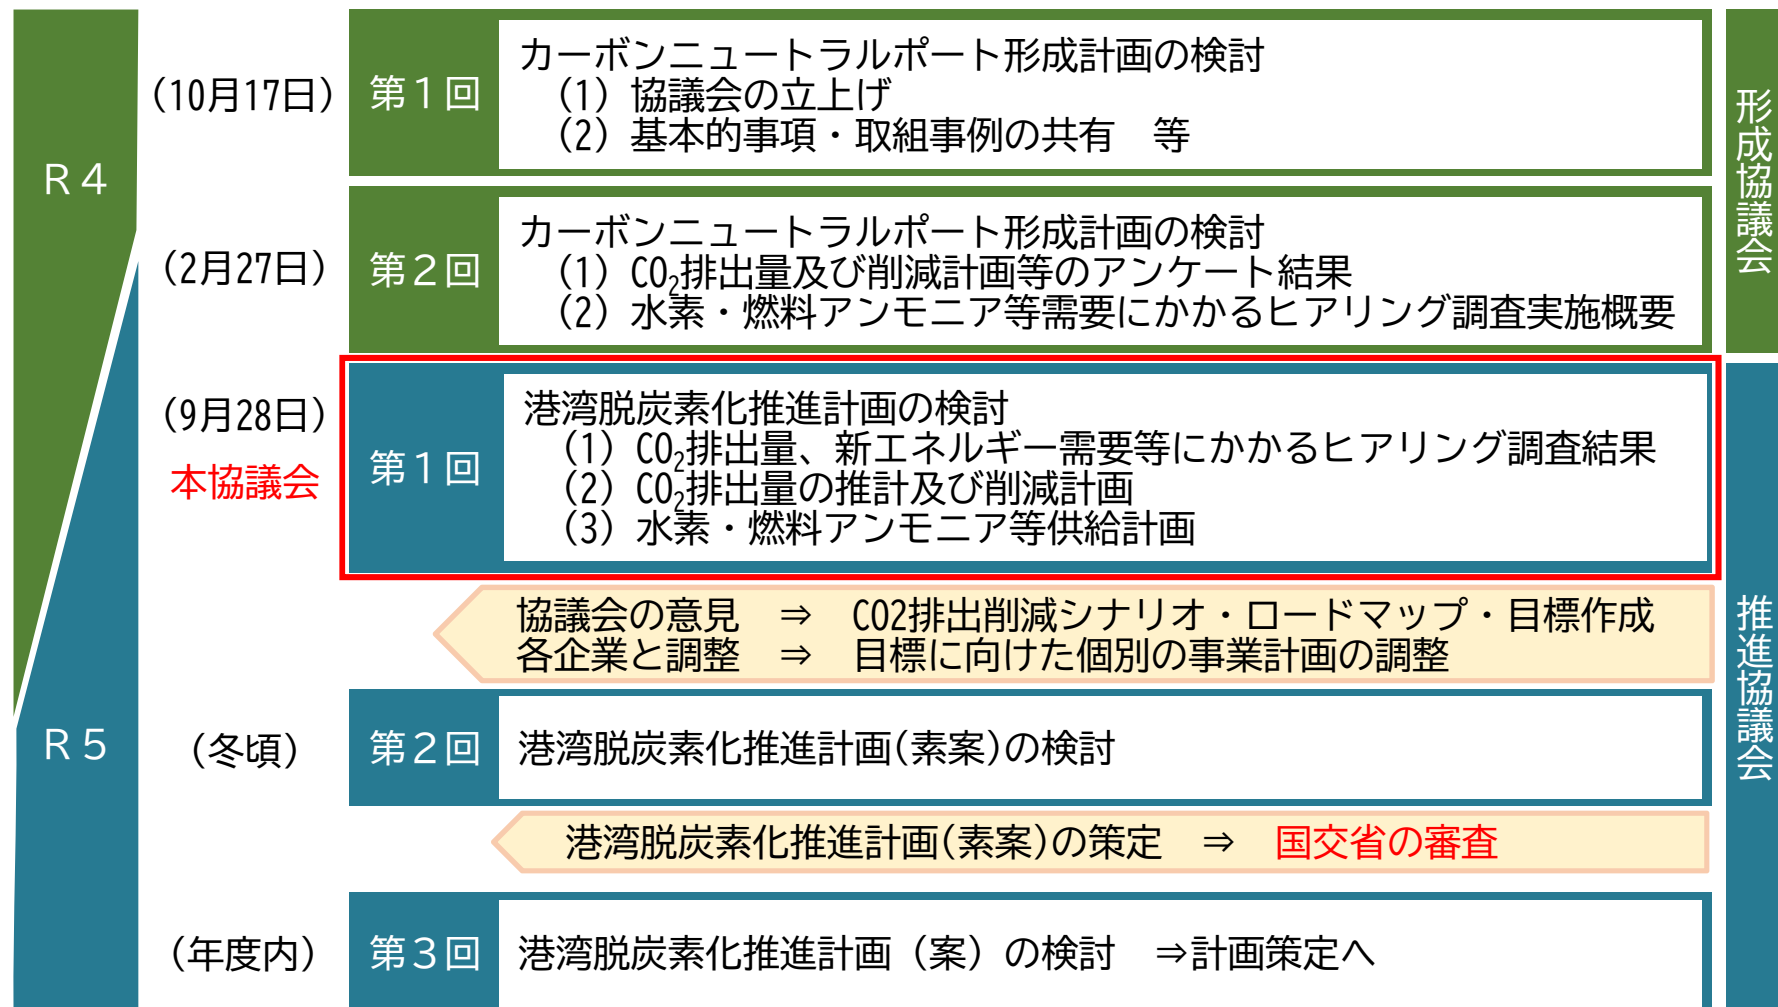 R4
(10月17日)
第1回
カーボンニュートラルポート形成計画の検討
(1) 協議会の立上げ
(2) 基本的事項・取組事例の共有　等
形成協議会
(2月27日)
第2回
カーボンニュートラルポート形成計画の検討
(1) CO₂排出量及び削減計画等のアンケート結果
(2) 水素・燃料アンモニア等需要にかかるヒアリング調査実施概要
(9月28日)
本協議会
第1回
港湾脱炭素化推進計画の検討
(1) CO₂排出量、新エネルギー需要等にかかるヒアリング調査結果
(2) CO₂排出量の推計及び削減計画
(3) 水素・燃料アンモニア等供給計画
協議会の意見　⇒　CO2排出削減シナリオ・ロードマップ・目標作成
各企業と調整　⇒　目標に向けた個別の事業計画の調整
推進協議会
R5
(冬頃)
第2回
港湾脱炭素化推進計画(素案)の検討
港湾脱炭素化推進計画(素案)の策定　⇒　国交省の審査
(年度内)
第3回
港湾脱炭素化推進計画（案）の検討　⇒計画策定へ